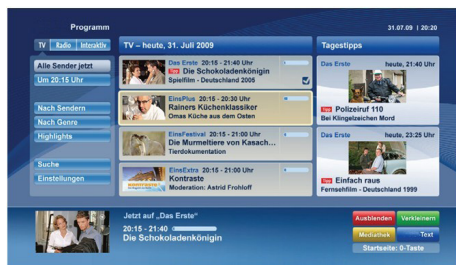 Programm
31.07.09 | 20:20
TV Radio Interaktiv
Alle Sender jetzt
Um 20:15 Uhr
Nach Sendern
Nach Genre
Highlights
Suche
Einstellungen
TV – heute, 31. Juli 2009
Das Erste 20:15 - 21:40 Uhr
Tipp Die Schokoladenkönigin
Spielfilm - Deutschland 2005
EinsPlus 20:15 - 20:30 Uhr
Rainers Küchenklassiker
Omas Küche aus dem Osten
EinsFestival 20:15 - 21:00 Uhr
Die Murmeltiere von Kasach...
Tierdokumentation
EinsExtra 20:15 - 21:00 Uhr
Kontraste
Moderation: Astrid Frohloff
Tagestipps
Das Erste heute, 21:40 Uhr
Tipp Polizeiruf 110
Bei Klingelzeichen Mord
Das Erste heute, 23:25 Uhr
Tipp Einfach raus
Fernsehfilm - Deutschland 1999
Jetzt auf „Das Erste“
20:15 - 21:40
Die Schokoladenkönigin
Ausblenden Verkleinern
Mediathek Text
Startseite: 0-Taste